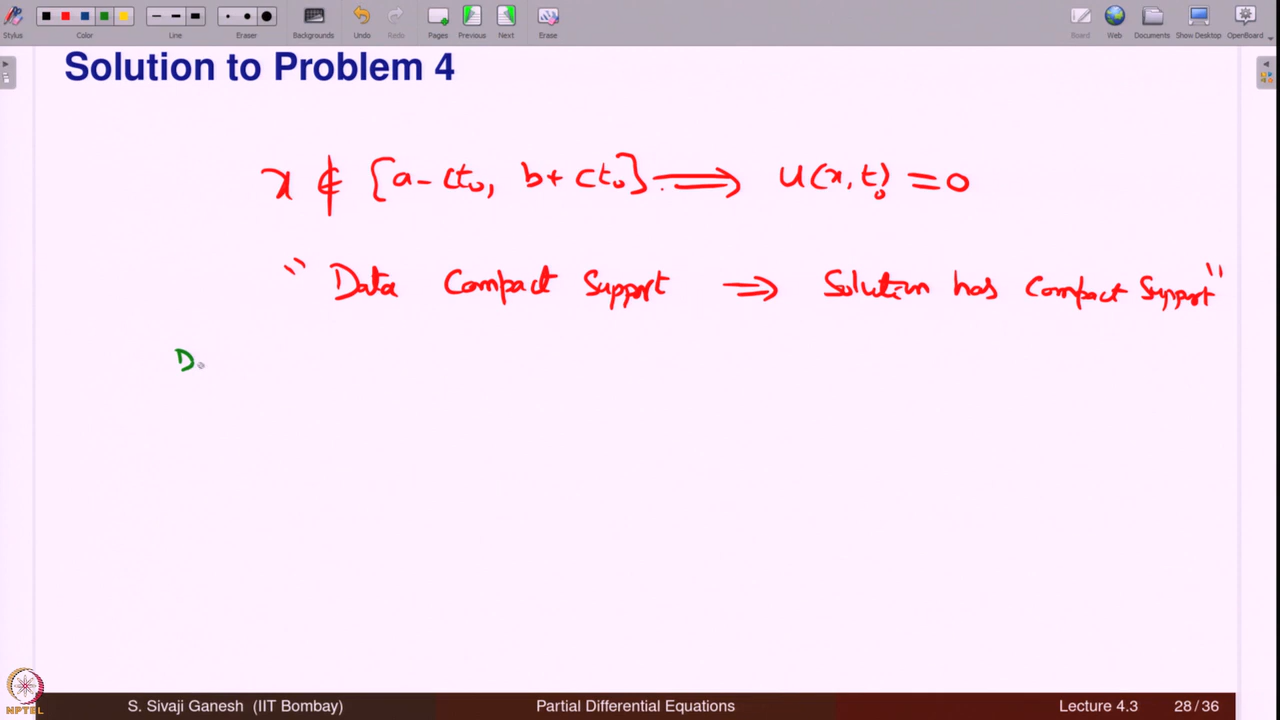 Stylus Color Line Eraser Backgrounds Undo Redo Pages Previous Next Erase Board Web Documents Show Desktop OpenBoard
Solution to Problem 4
x ∉ [a-ct₀, b+ct₀] ⟹ u(x,t₀) = 0
" Data Compact Support ⟹ Solution has Compact Support "
D
NPTEL
S. Sivaji Ganesh (IIT Bombay) Partial Differential Equations Lecture 4.3 28/36